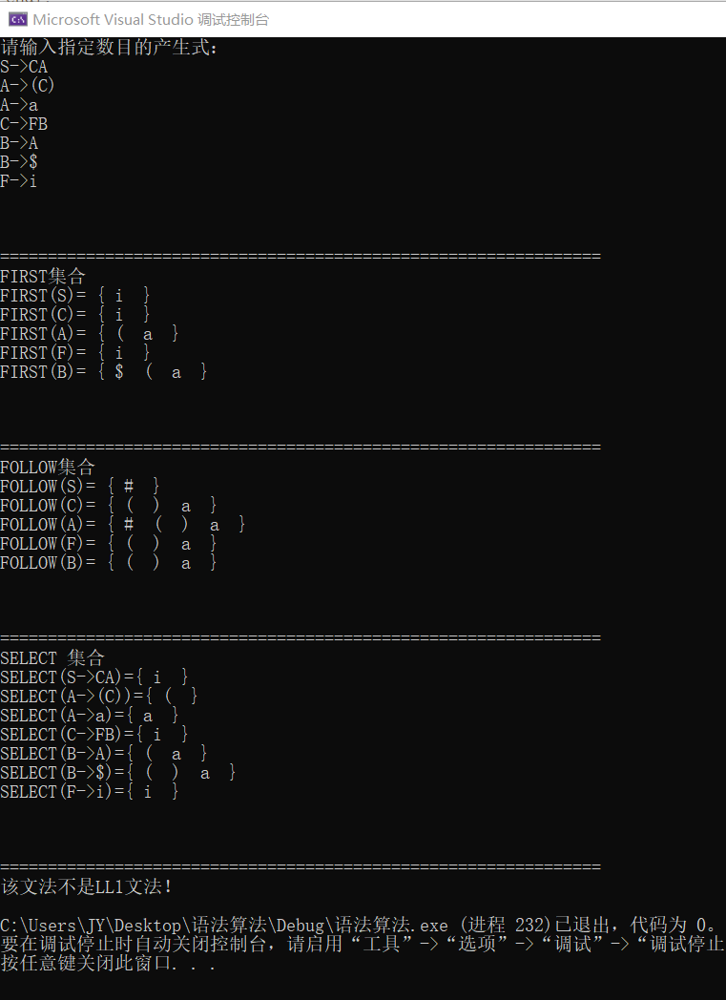 Microsoft Visual Studio 调试控制台
请输入指定数目的产生式:
S->CA
A->(C)
A->a
C->FB
B->A
B->$
F->i
===============================================================
FIRST集合
FIRST(S)= { i  }
FIRST(C)= { i  }
FIRST(A)= { (  a  }
FIRST(F)= { i  }
FIRST(B)= { $  (  a  }
===============================================================
FOLLOW集合
FOLLOW(S)= { #  }
FOLLOW(C)= { (  )  a  }
FOLLOW(A)= { #  (  )  a  }
FOLLOW(F)= { (  )  a  }
FOLLOW(B)= { (  )  a  }
===============================================================
SELECT 集合
SELECT(S->CA)={ i  }
SELECT(A->(C))={ (  }
SELECT(A->a)={ a  }
SELECT(C->FB)={ i  }
SELECT(B->A)={ (  a  }
SELECT(B->$)={ (  )  a  }
SELECT(F->i)={ i  }
===============================================================
该文法不是LL1文法!
C:\Users\JY\Desktop\语法算法\Debug\语法算法.exe (进程 232)已退出，代码为 0。
要在调试停止时自动关闭控制台，请启用“工具”->“选项”->“调试”->“调试停止
按任意键关闭此窗口. . .